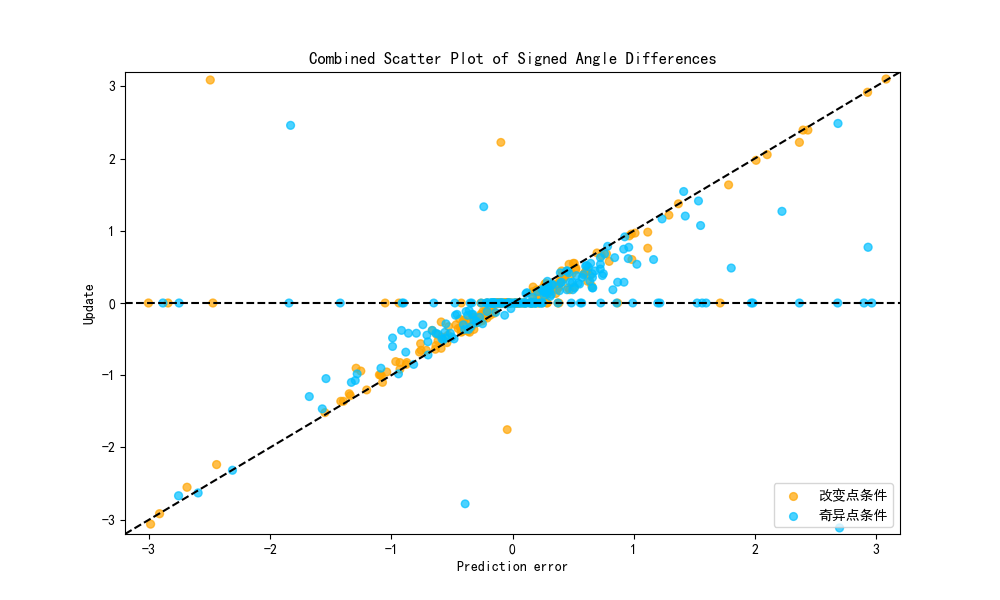 Combined Scatter Plot of Signed Angle Differences
3
2
1
0
−1
−2
−3
Update
−3 −2 −1 0 1 2 3
Prediction error
改变点条件
奇异点条件